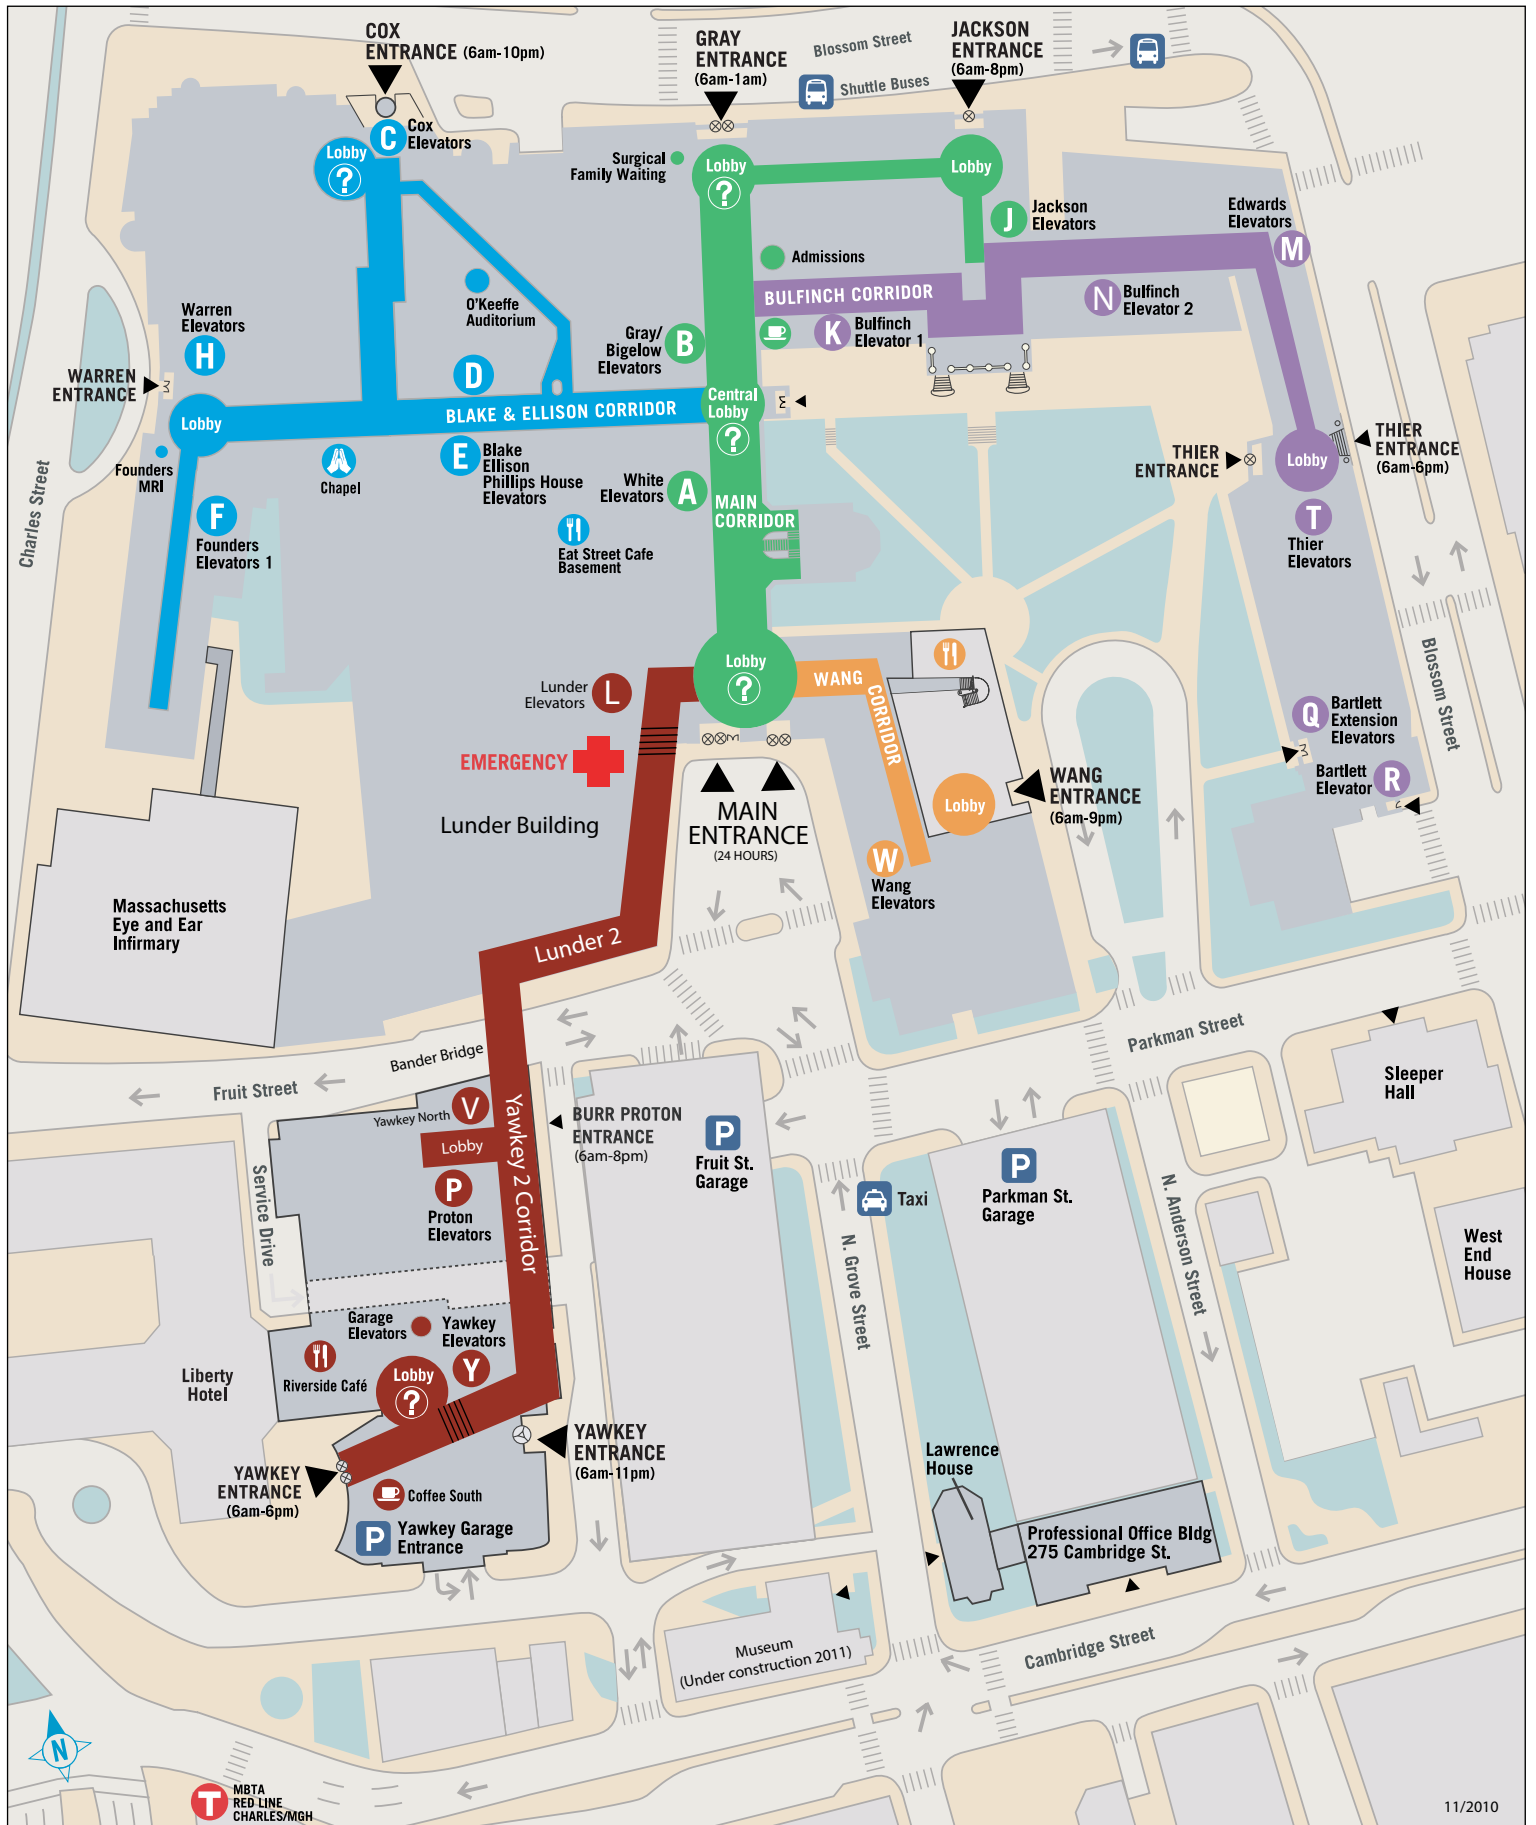 COX
ENTRANCE (6am-10pm)
GRAY
ENTRANCE
(6am-1am)
Blossom Street
JACKSON
ENTRANCE
(6am-8pm)
Shuttle Buses
C
Cox
Elevators
Lobby
?
Surgical
Family Waiting
Lobby
?
Lobby
J
Jackson
Elevators
Edwards
Elevators
M
Admissions
BULFINCH CORRIDOR
N
Bulfinch
Elevator 2
O'Keeffe
Auditorium
Warren
Elevators
H
Gray/
Bigelow
Elevators
B
K
Bulfinch
Elevator 1
WARREN
ENTRANCE
D
BLAKE & ELLISON CORRIDOR
Central
Lobby
?
Lobby
Founders
MRI
Chapel
E
Blake
Ellison
Phillips House
Elevators
White
Elevators
A
MAIN
CORRIDOR
THIER
ENTRANCE
Lobby
THIER
ENTRANCE
(6am-6pm)
T
Thier
Elevators
Charles Street
F
Founders
Elevators 1
Eat Street Cafe
Basement
Blossom Street
Lobby
?
WANG
CORRIDOR
Lunder
Elevators
L
EMERGENCY
Lunder Building
MAIN
ENTRANCE
(24 HOURS)
Lobby
WANG
ENTRANCE
(6am-9pm)
W
Wang
Elevators
Q
Bartlett
Extension
Elevators
Bartlett
Elevator
R
Massachusetts
Eye and Ear
Infirmary
Lunder 2
Parkman Street
Bander Bridge
Fruit Street
Sleeper
Hall
Yawkey North
V
Lobby
P
Proton
Elevators
Yawkey 2 Corridor
BURR PROTON
ENTRANCE
(6am-8pm)
P
Fruit St.
Garage
Taxi
P
Parkman St.
Garage
Service Drive
N. Grove Street
N. Anderson Street
West
End
House
Garage
Elevators
Yawkey
Elevators
Y
Riverside Café
Lobby
?
Liberty
Hotel
YAWKEY
ENTRANCE
(6am-11pm)
YAWKEY
ENTRANCE
(6am-6pm)
Coffee South
P
Yawkey Garage
Entrance
Lawrence
House
Professional Office Bldg
275 Cambridge St.
Museum
(Under construction 2011)
Cambridge Street
N
T
MBTA
RED LINE
CHARLES/MGH
11/2010